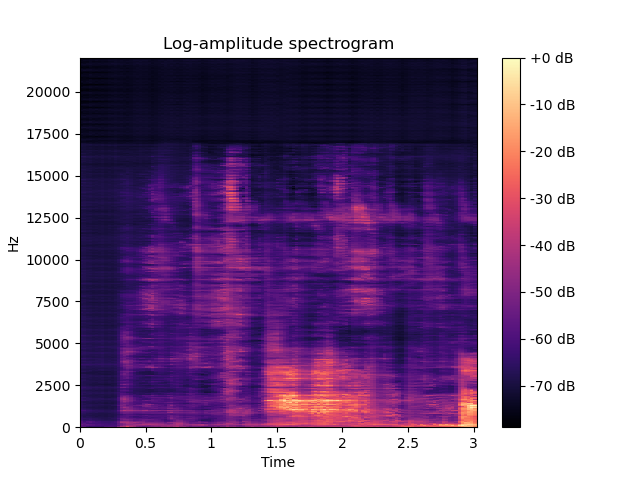 Log-amplitude spectrogram
Hz
20000
17500
15000
12500
10000
7500
5000
2500
0
0 0.5 1 1.5 2 2.5 3
Time
+0 dB
-10 dB
-20 dB
-30 dB
-40 dB
-50 dB
-60 dB
-70 dB